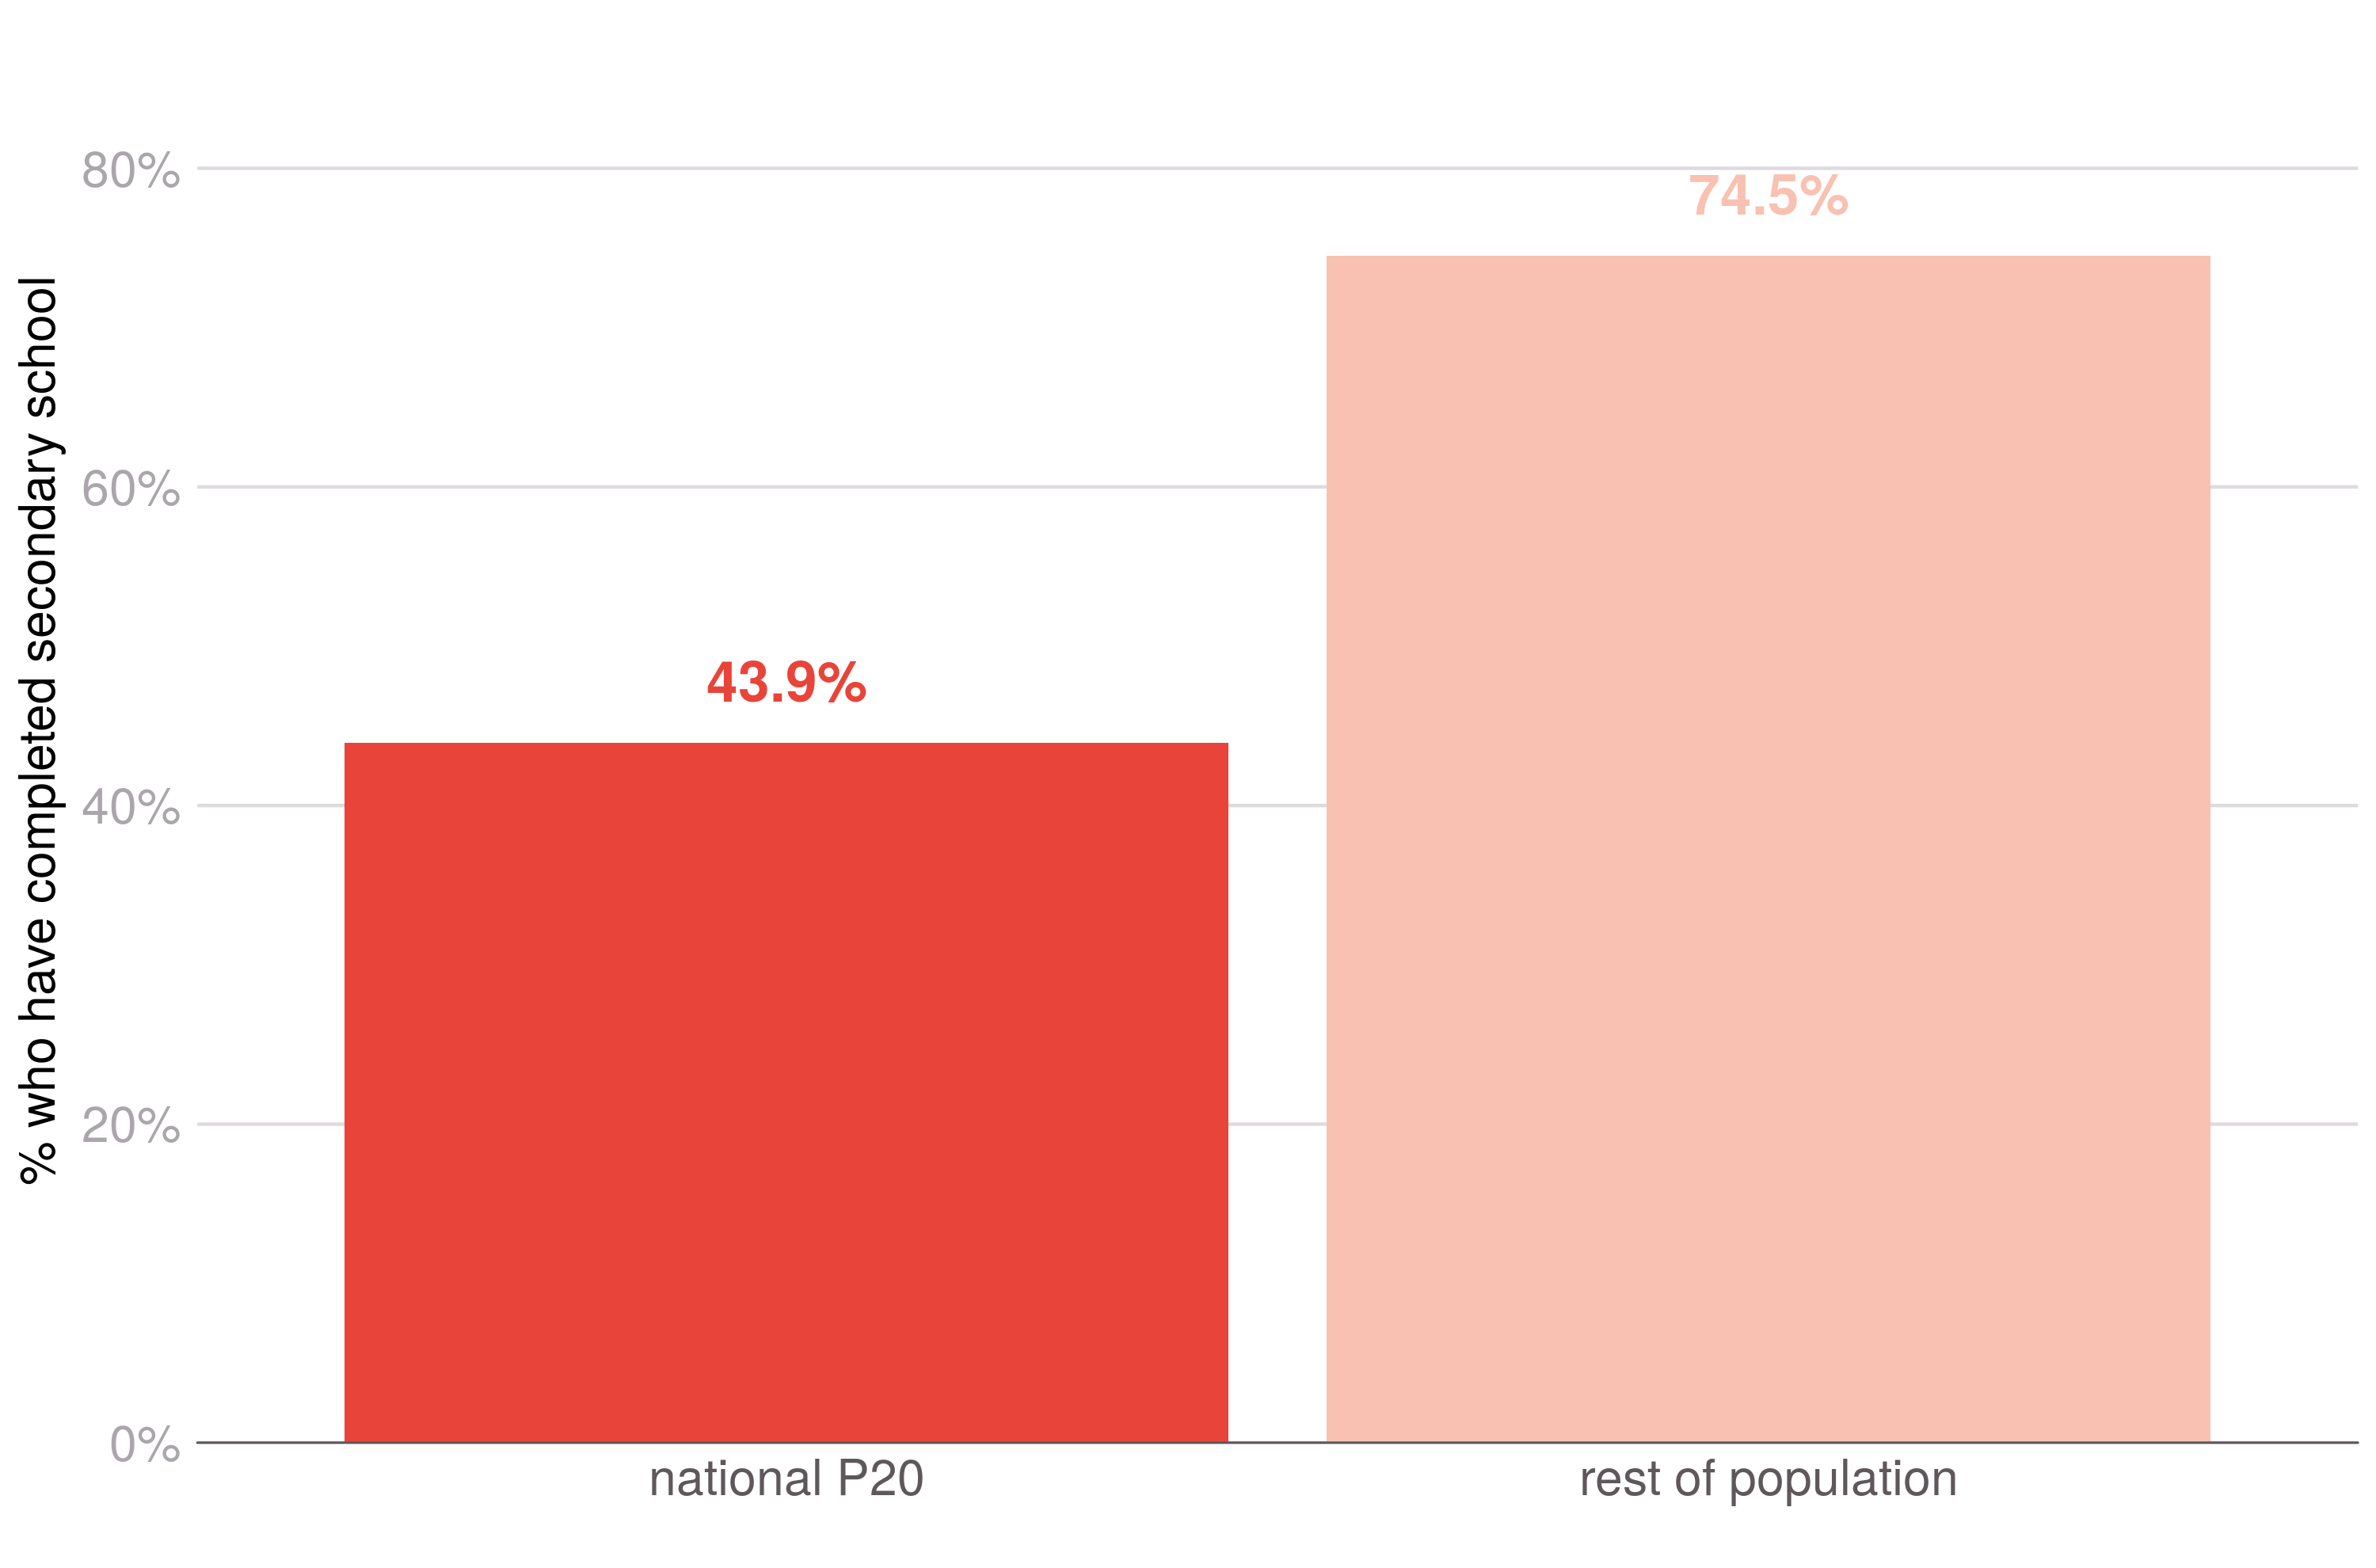 % who have completed secondary school
80%
60%
40%
20%
0%
43.9%
74.5%
national P20
rest of population